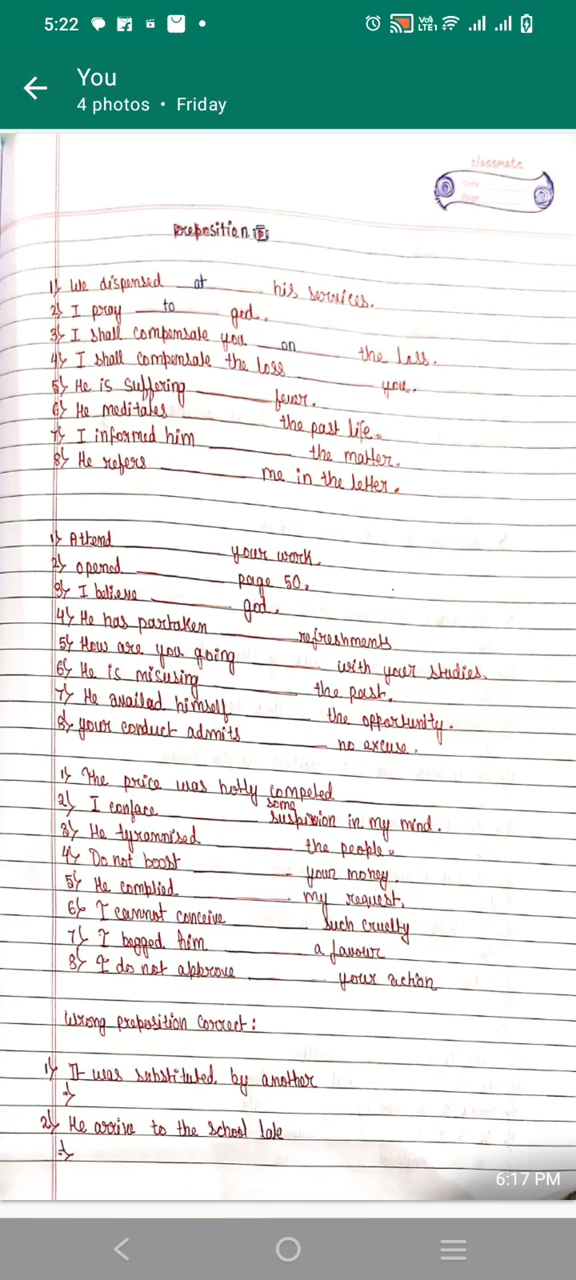 5:22
Vo) LTE1
You
4 photos • Friday
classmate
Date
Page
preposition
1) We dispensed at his services.
2) I pray to god.
3) I shall compensate you on the loss.
4) I shall compensate the loss you.
5) He is suffering fever.
6) He meditates the past life.
7) I informed him the matter.
8) He refers me in the letter.
1) Attend your work.
2) opened page 50.
3) I believe god.
4) He has partaken refreshments
5) How are you going with your studies.
6) He is misusing the past.
7) He availed himself the opportunity.
8) your conduct admits no excuse.
1) The price was hotly competed
2) I conface some suspision in my mind.
3) He tyrannised the people.
4) Do not boost your money.
5) He complied my request.
6) I cannot conceive such cruelty
7) I begged him a favour
8) I do not approve your action
Wrong preposition correct:
1) It was substituted by another
⇒
2) He arrive to the school late
⇒
6:17 PM